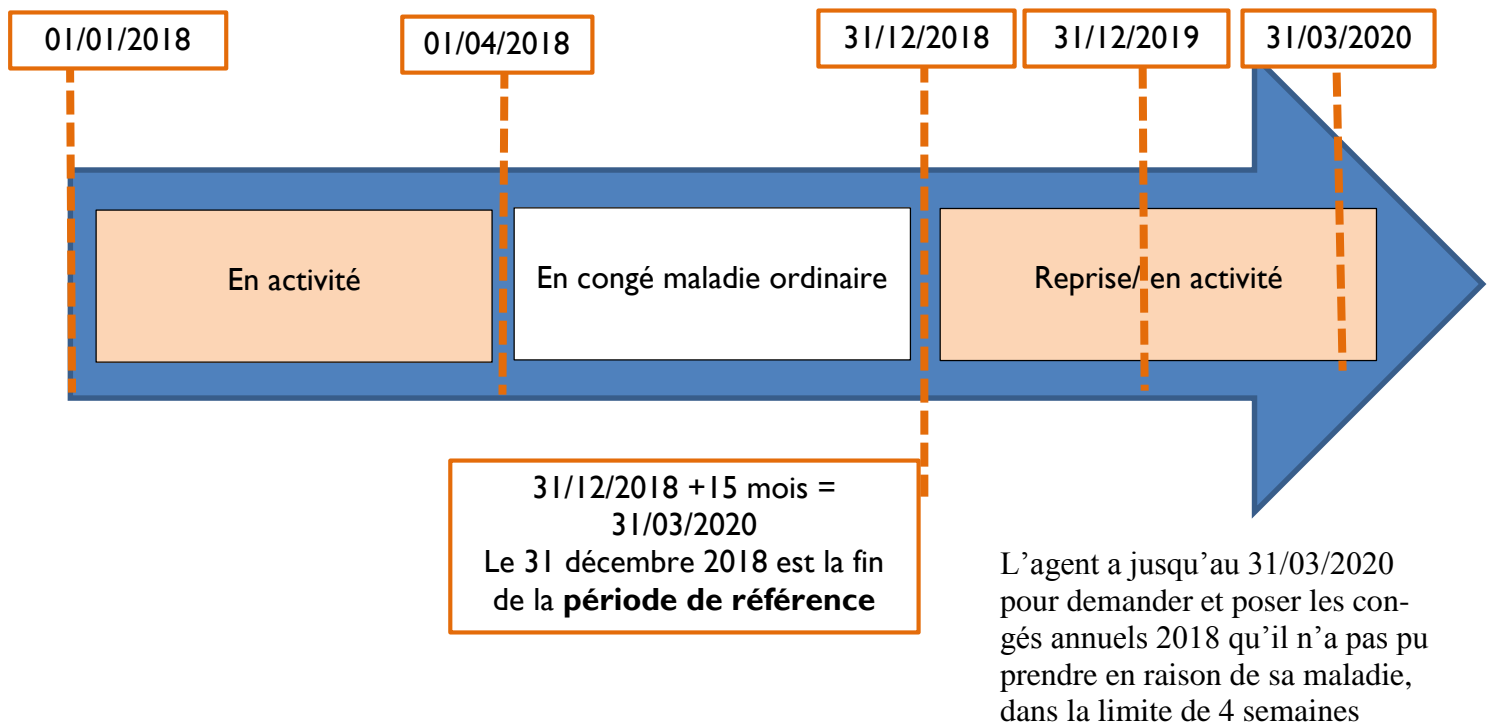 01/01/2018
01/04/2018
31/12/2018
31/12/2019
31/03/2020
En activité
En congé maladie ordinaire
Reprise/ en activité
31/12/2018 +15 mois =
31/03/2020
Le 31 décembre 2018 est la fin
de la période de référence
L’agent a jusqu’au 31/03/2020
pour demander et poser les con-
gés annuels 2018 qu’il n’a pas pu
prendre en raison de sa maladie,
dans la limite de 4 semaines